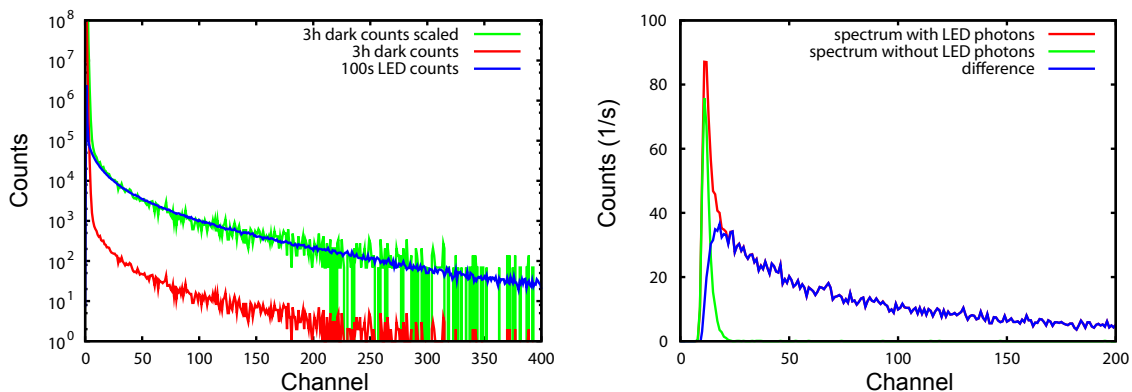 10^8
10^7
10^6
10^5
10^4
10^3
10^2
10^1
10^0
Counts
3h dark counts scaled
3h dark counts
100s LED counts
0 50 100 150 200 250 300 350 400
Channel
100
80
60
40
20
0
Counts (1/s)
spectrum with LED photons
spectrum without LED photons
difference
0 50 100 150 200
Channel